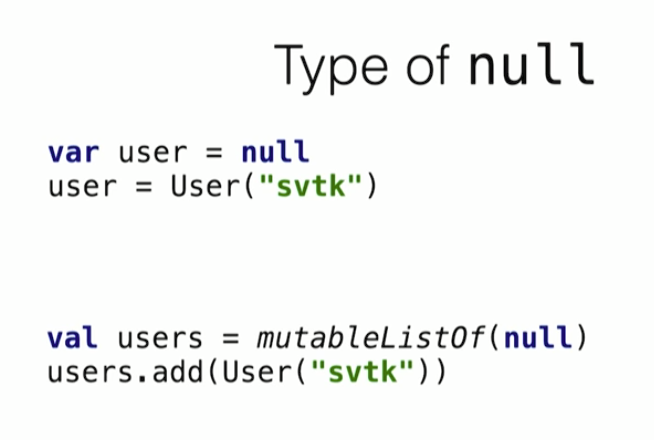 Type of null
var user = null
user = User("svtk")
val users = mutableListOf(null)
users.add(User("svtk"))